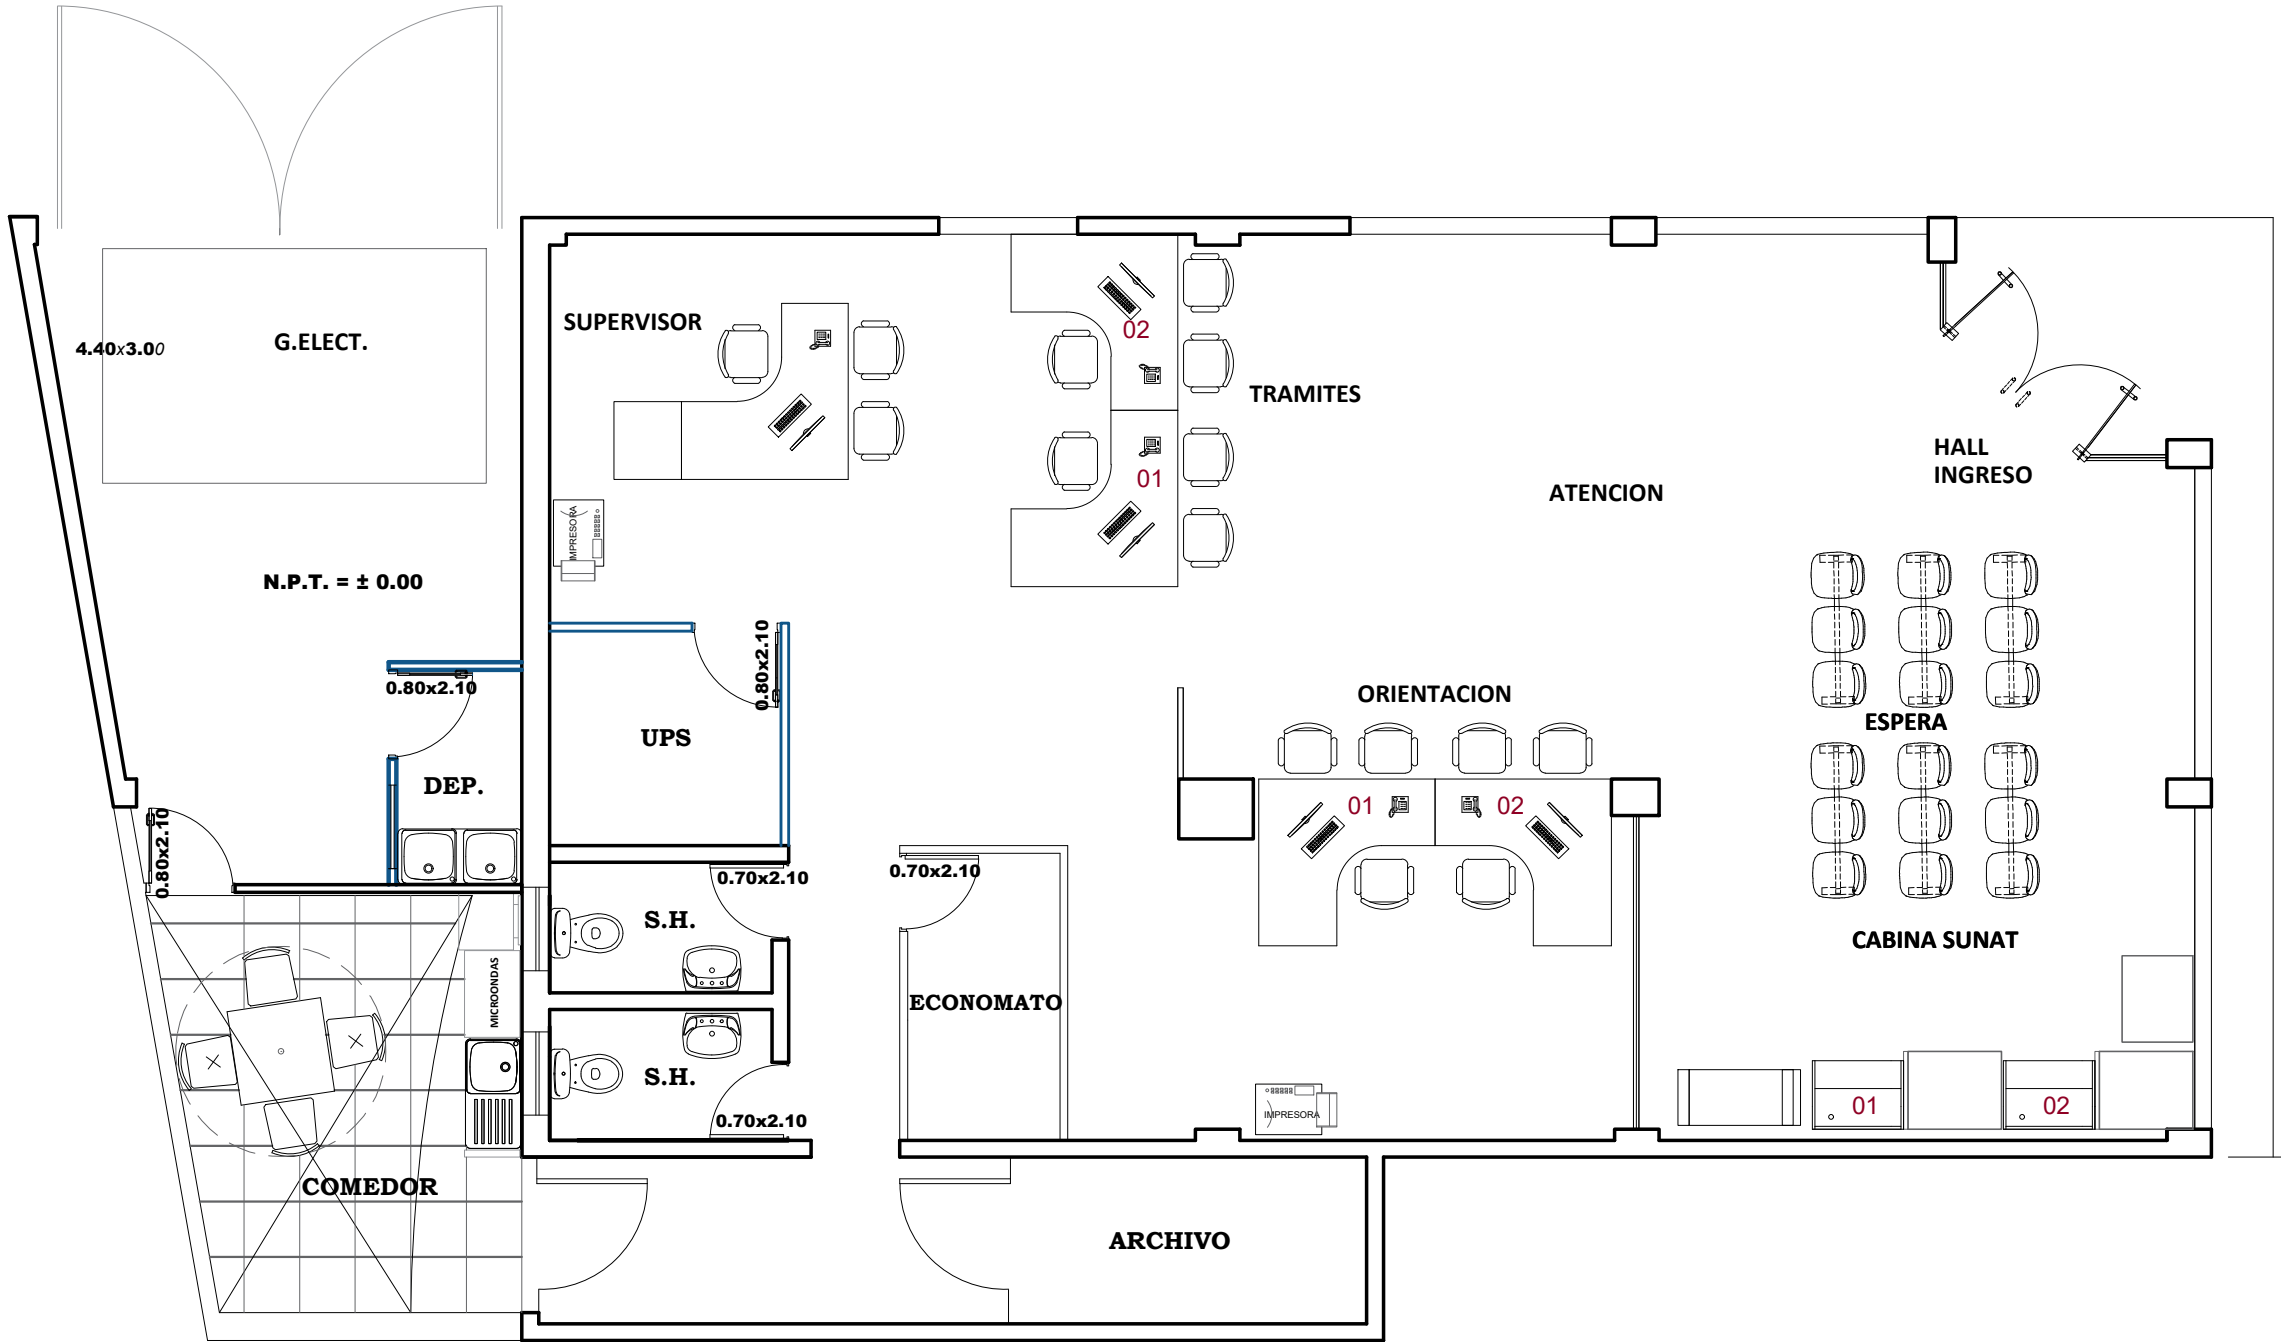 SUPERVISOR
02
4.40x3.00
G.ELECT.
TRAMITES
HALL
INGRESO
01
ATENCION
IMPRESORA
N.P.T. = ± 0.00
0.80x2.10
0.80x2.10
ORIENTACION
ESPERA
UPS
DEP.
01
02
0.80x2.10
0.70x2.10
0.70x2.10
S.H.
CABINA SUNAT
MICROONDAS
ECONOMATO
S.H.
IMPRESORA
01
02
0.70x2.10
COMEDOR
ARCHIVO